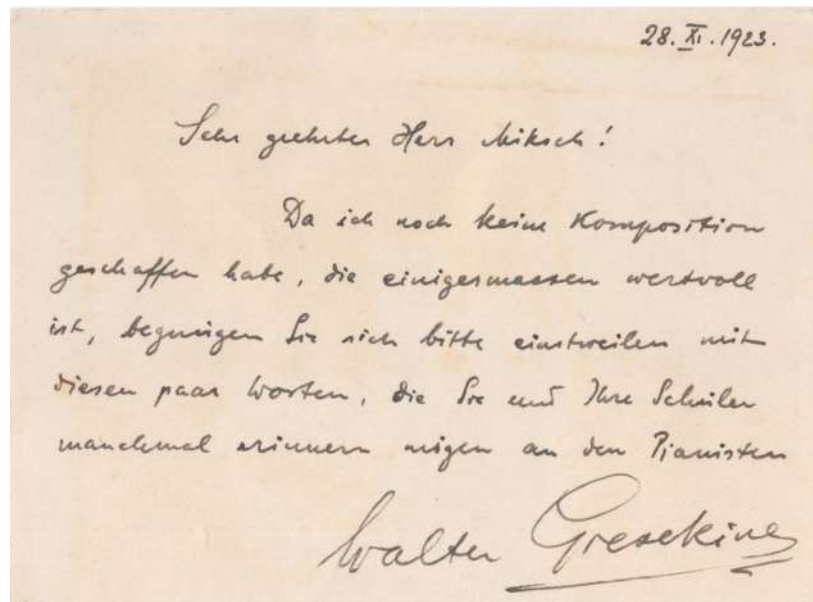 28. XI. 1923.
Sehr geehrter Herr Miksch!
Da ich noch keine Komposition
geschaffen habe, die einigermassen wertvoll
ist, begnügen Sie sich bitte einstweilen mit
diesen paar Worten, die Sie und Ihre Schüler
manchmal erinnern mögen an den Pianisten
Walter Gieseking